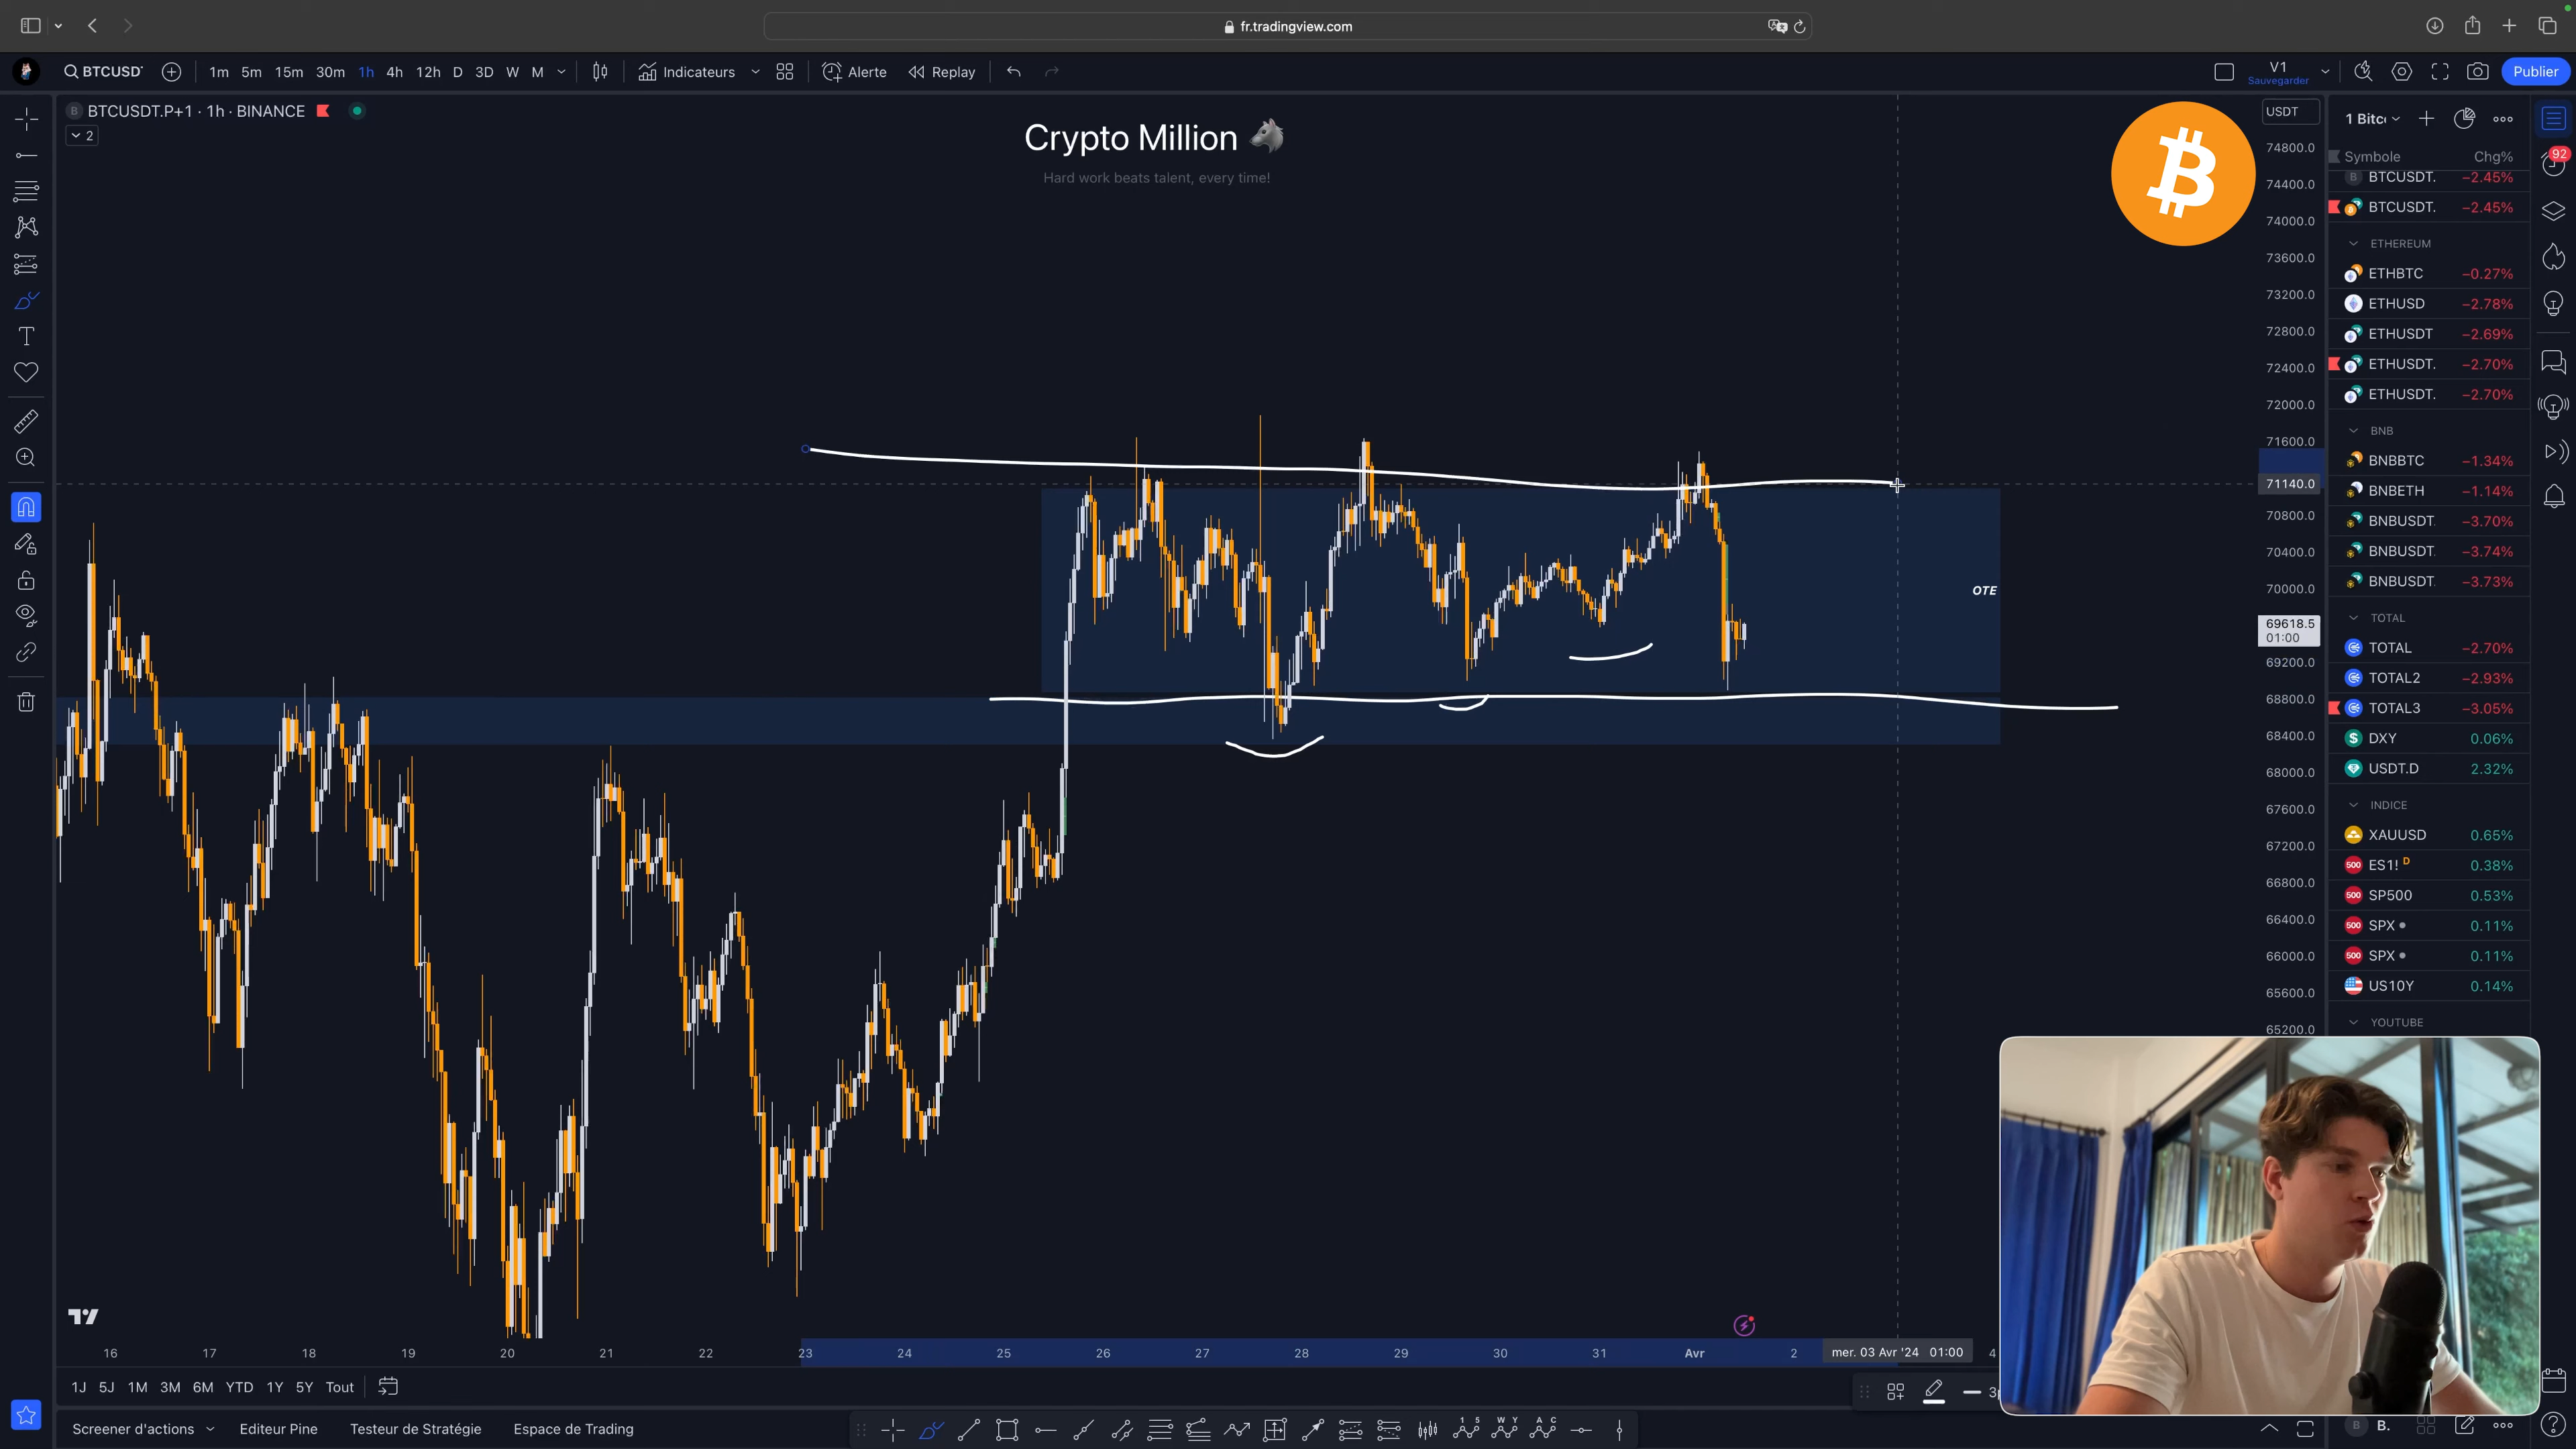 fr.tradingview.com
BTCUSDT 1m 5m 15m 30m 1h 4h 12h D 3D W M Indicateurs Alerte Replay V1 Sauvegarder Publier
BTCUSDT.P+1 · 1h · BINANCE
2
Crypto Million
Hard work beats talent, every time!
USDT
74800.0
74400.0
74000.0
73600.0
73200.0
72800.0
72400.0
72000.0
71600.0
71140.0
70800.0
70400.0
70000.0
69618.5
01:00
69200.0
68800.0
68400.0
68000.0
67600.0
67200.0
66800.0
66400.0
66000.0
65600.0
65200.0
OTE
1 Bitc
92
Symbole Chg%
BTCUSDT. −2.45%
BTCUSDT. −2.45%
ETHEREUM
ETHBTC −0.27%
ETHUSD −2.78%
ETHUSDT −2.69%
ETHUSDT. −2.70%
ETHUSDT. −2.70%
BNB
BNBBTC −1.34%
BNBETH −1.14%
BNBUSDT −3.70%
BNBUSDT −3.74%
BNBUSDT −3.73%
TOTAL
TOTAL −2.70%
TOTAL2 −2.93%
TOTAL3 −3.05%
DXY 0.06%
USDT.D 2.32%
INDICE
XAUUSD 0.65%
ES1! D 0.38%
SP500 0.53%
SPX 0.11%
SPX 0.11%
US10Y 0.14%
YOUTUBE
16 17 18 19 20 21 22 23 24 25 26 27 28 29 30 31 Avr 2 mer. 03 Avr '24 01:00 4
1J 5J 1M 3M 6M YTD 1Y 5Y Tout
Screener d'actions Editeur Pine Testeur de Stratégie Espace de Trading
B.